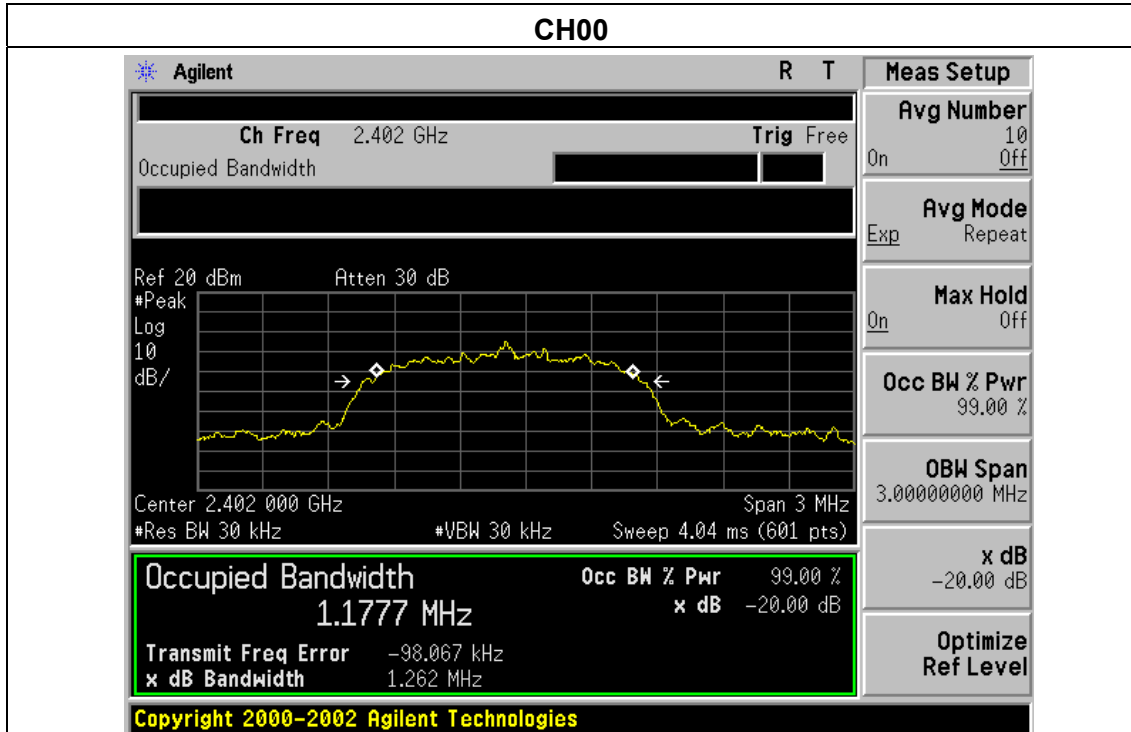 CH00
Agilent R T Meas Setup
Ch Freq 2.402 GHz Trig Free
Occupied Bandwidth
Avg Number
10
On Off
Avg Mode
Exp Repeat
Max Hold
On Off
Occ BW % Pwr
99.00 %
OBW Span
3.00000000 MHz
x dB
-20.00 dB
Optimize
Ref Level
Ref 20 dBm Atten 30 dB
#Peak
Log
10
dB/
Center 2.402 000 GHz Span 3 MHz
#Res BW 30 kHz #VBW 30 kHz Sweep 4.04 ms (601 pts)
Occupied Bandwidth Occ BW % Pwr 99.00 %
1.1777 MHz x dB -20.00 dB
Transmit Freq Error -98.067 kHz
x dB Bandwidth 1.262 MHz
Copyright 2000-2002 Agilent Technologies